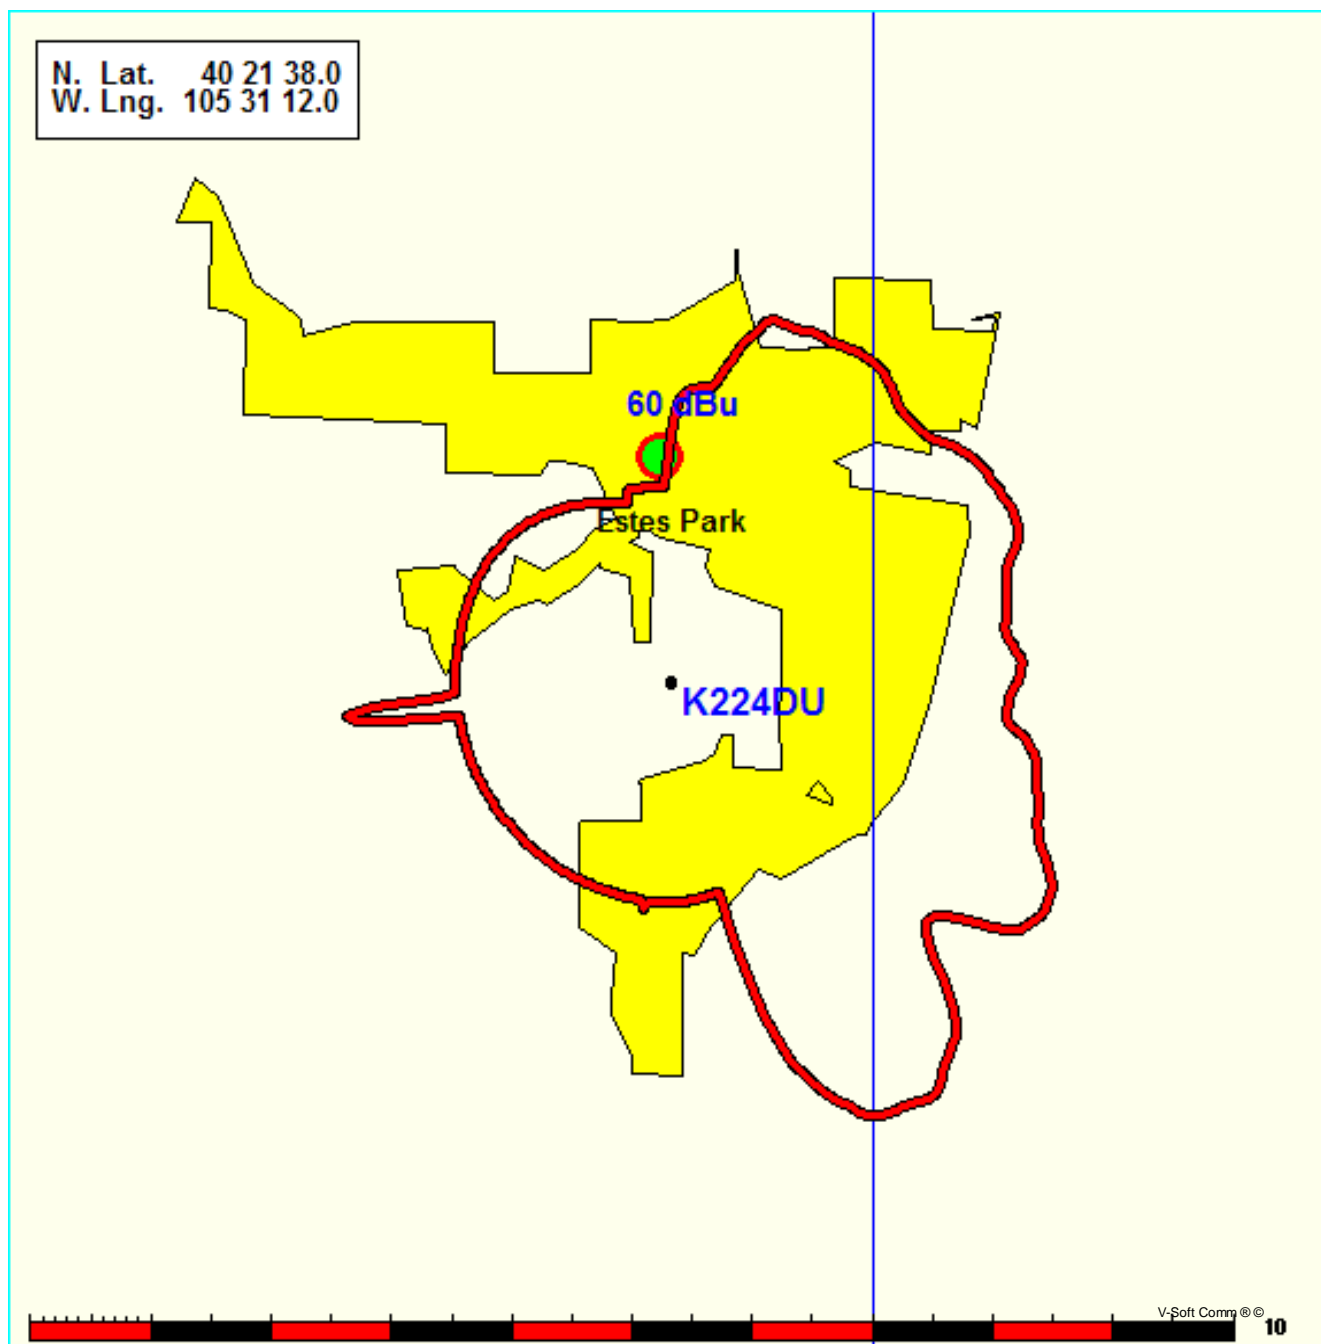 N. Lat. 40 21 38.0
W. Lng. 105 31 12.0
60 dBu
Estes Park
K224DU
V-Soft Comm ® ©
10